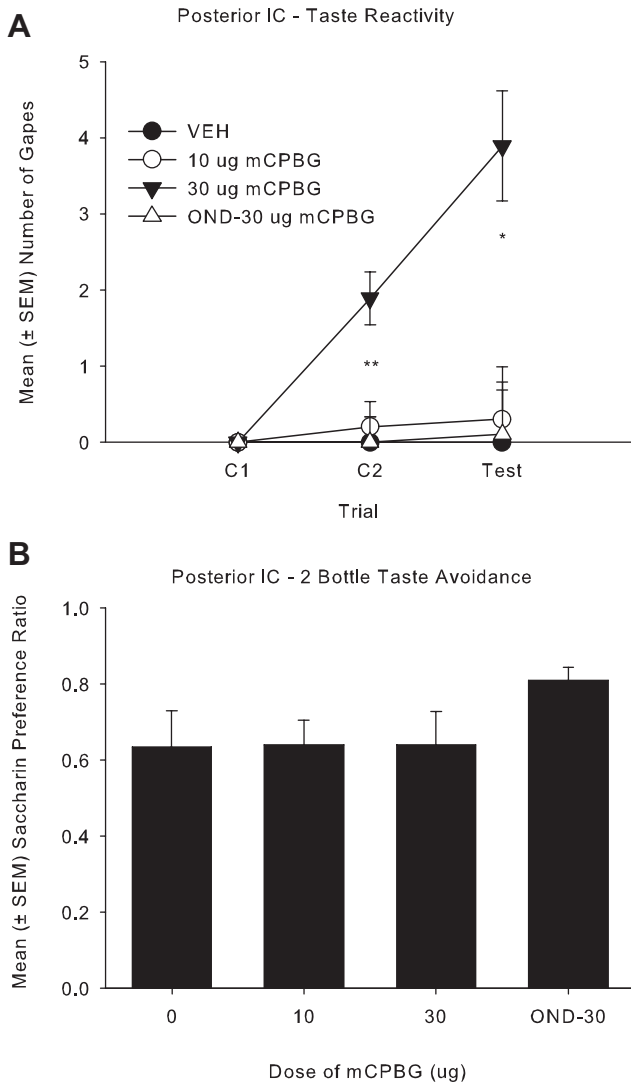 A
Posterior IC - Taste Reactivity
Mean (± SEM) Number of Gapes
5
4
3
2
1
0
VEH
10 ug mCPBG
30 ug mCPBG
OND-30 ug mCPBG
*
**
C1
C2
Test
Trial
B
Posterior IC - 2 Bottle Taste Avoidance
Mean (± SEM) Saccharin Preference Ratio
1.0
0.8
0.6
0.4
0.2
0.0
0
10
30
OND-30
Dose of mCPBG (ug)